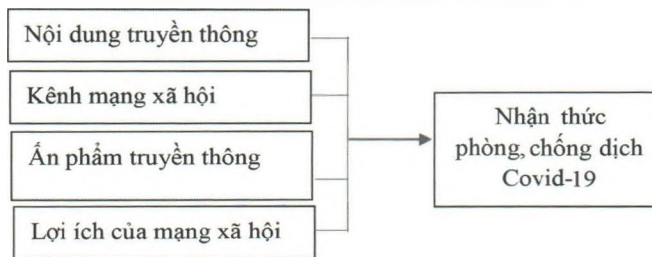 Nội dung truyền thông
Kênh mạng xã hội
Ấn phẩm truyền thông
Lợi ích của mạng xã hội
Nhận thức
phòng, chống dịch
Covid-19